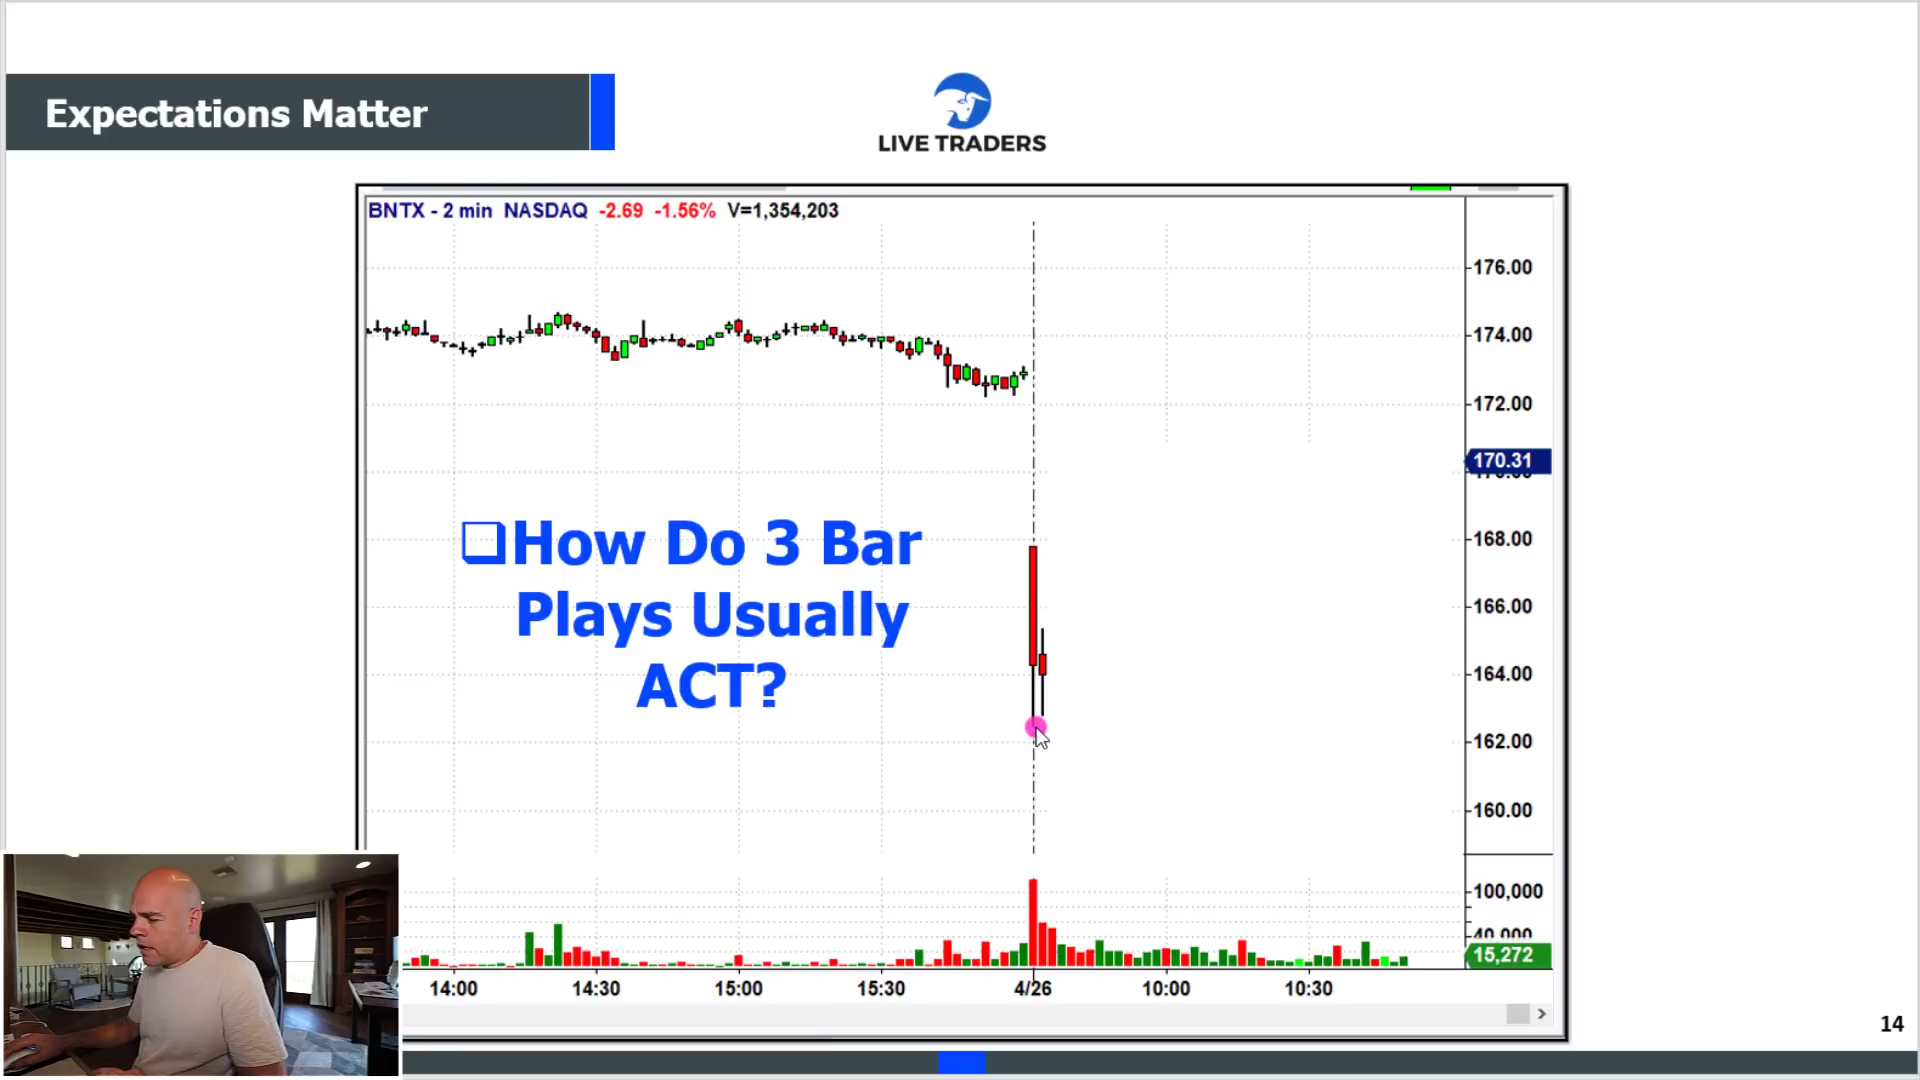 Expectations Matter
LIVE TRADERS
BNTX - 2 min NASDAQ -2.69 -1.56% V=1,354,203
176.00
174.00
172.00
170.31
168.00
166.00
164.00
162.00
160.00
❑How Do 3 Bar
Plays Usually
ACT?
100,000
40,000
15,272
14:00 14:30 15:00 15:30 4/26 10:00 10:30
14